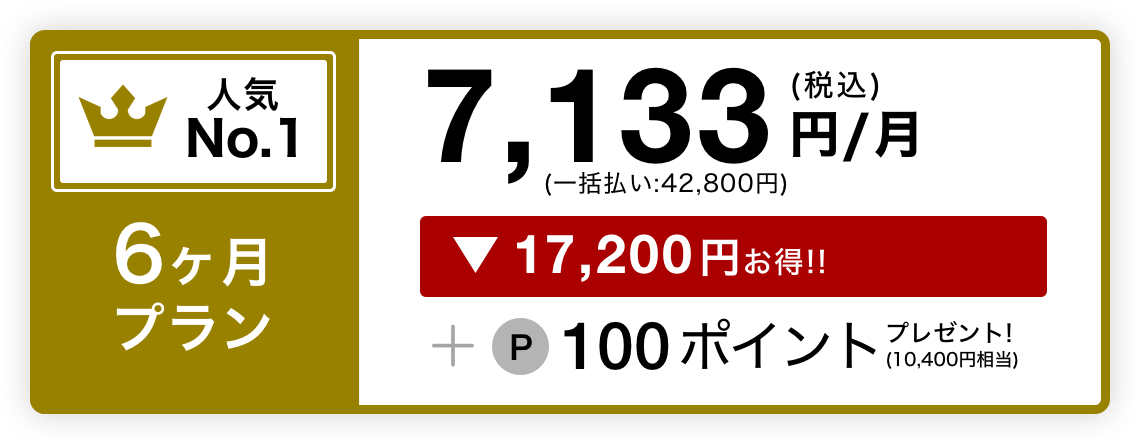 人気
No.1
6ヶ月
プラン
7,133
(税込)
円/月
(一括払い:42,800円)
▼17,200円お得!!
＋ P 100ポイント
プレゼント!
(10,400円相当)